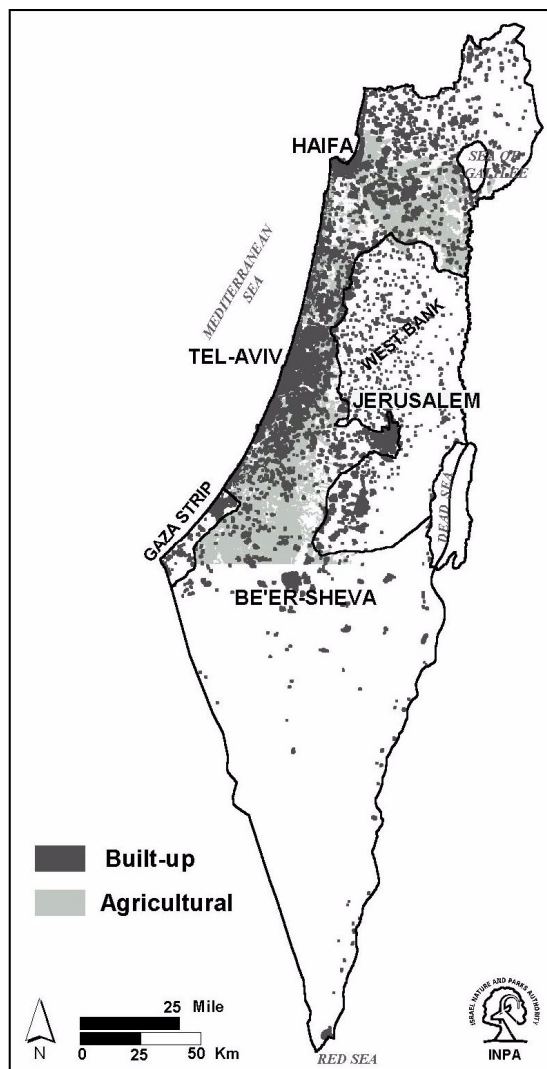 HAIFA
SEA OF
GALILEE
MEDITERRANEAN
SEA
WEST BANK
TEL-AVIV
JERUSALEM
GAZA STRIP
DEAD SEA
BE'ER-SHEVA
Built-up
Agricultural
25 Mile
0 25 50 Km
N
RED SEA
ISRAEL NATURE AND PARKS AUTHORITY
INPA